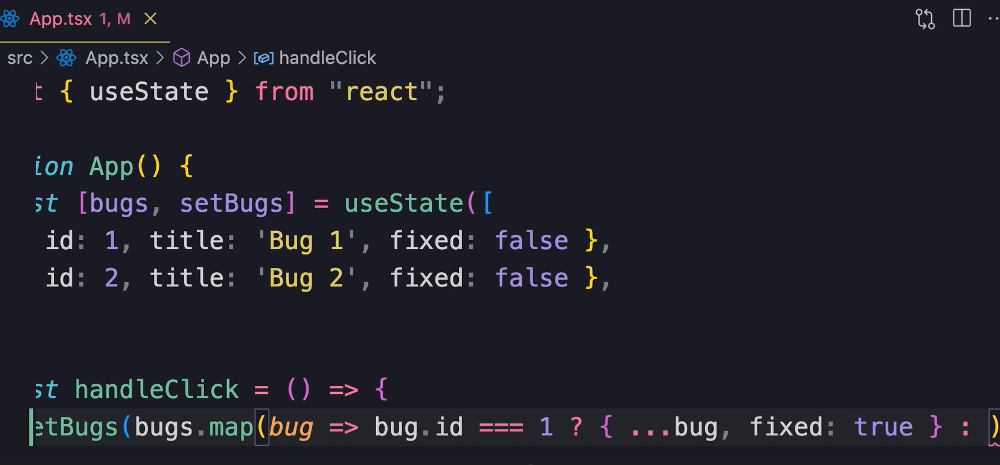 App.tsx 1, M
src > App.tsx > App > handleClick
t { useState } from "react";
ion App() {
st [bugs, setBugs] = useState([
id: 1, title: 'Bug 1', fixed: false },
id: 2, title: 'Bug 2', fixed: false },
st handleClick = () => {
etBugs(bugs.map(bug => bug.id === 1 ? { ...bug, fixed: true } : )